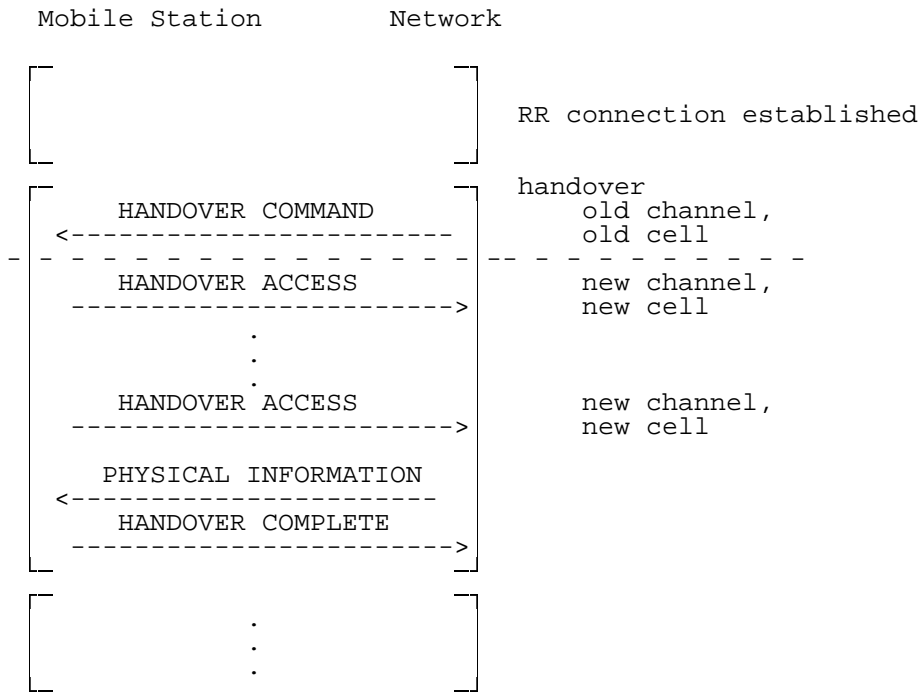 Mobile Station Network
RR connection established
handover
HANDOVER COMMAND old channel,
<------------------------ old cell
- - - - - - - - - - - - - - - -- - - - - - - - - -
HANDOVER ACCESS new channel,
------------------------> new cell
.
.
.
HANDOVER ACCESS new channel,
------------------------> new cell
PHYSICAL INFORMATION
<-----------------------
HANDOVER COMPLETE
------------------------>
.
.
.